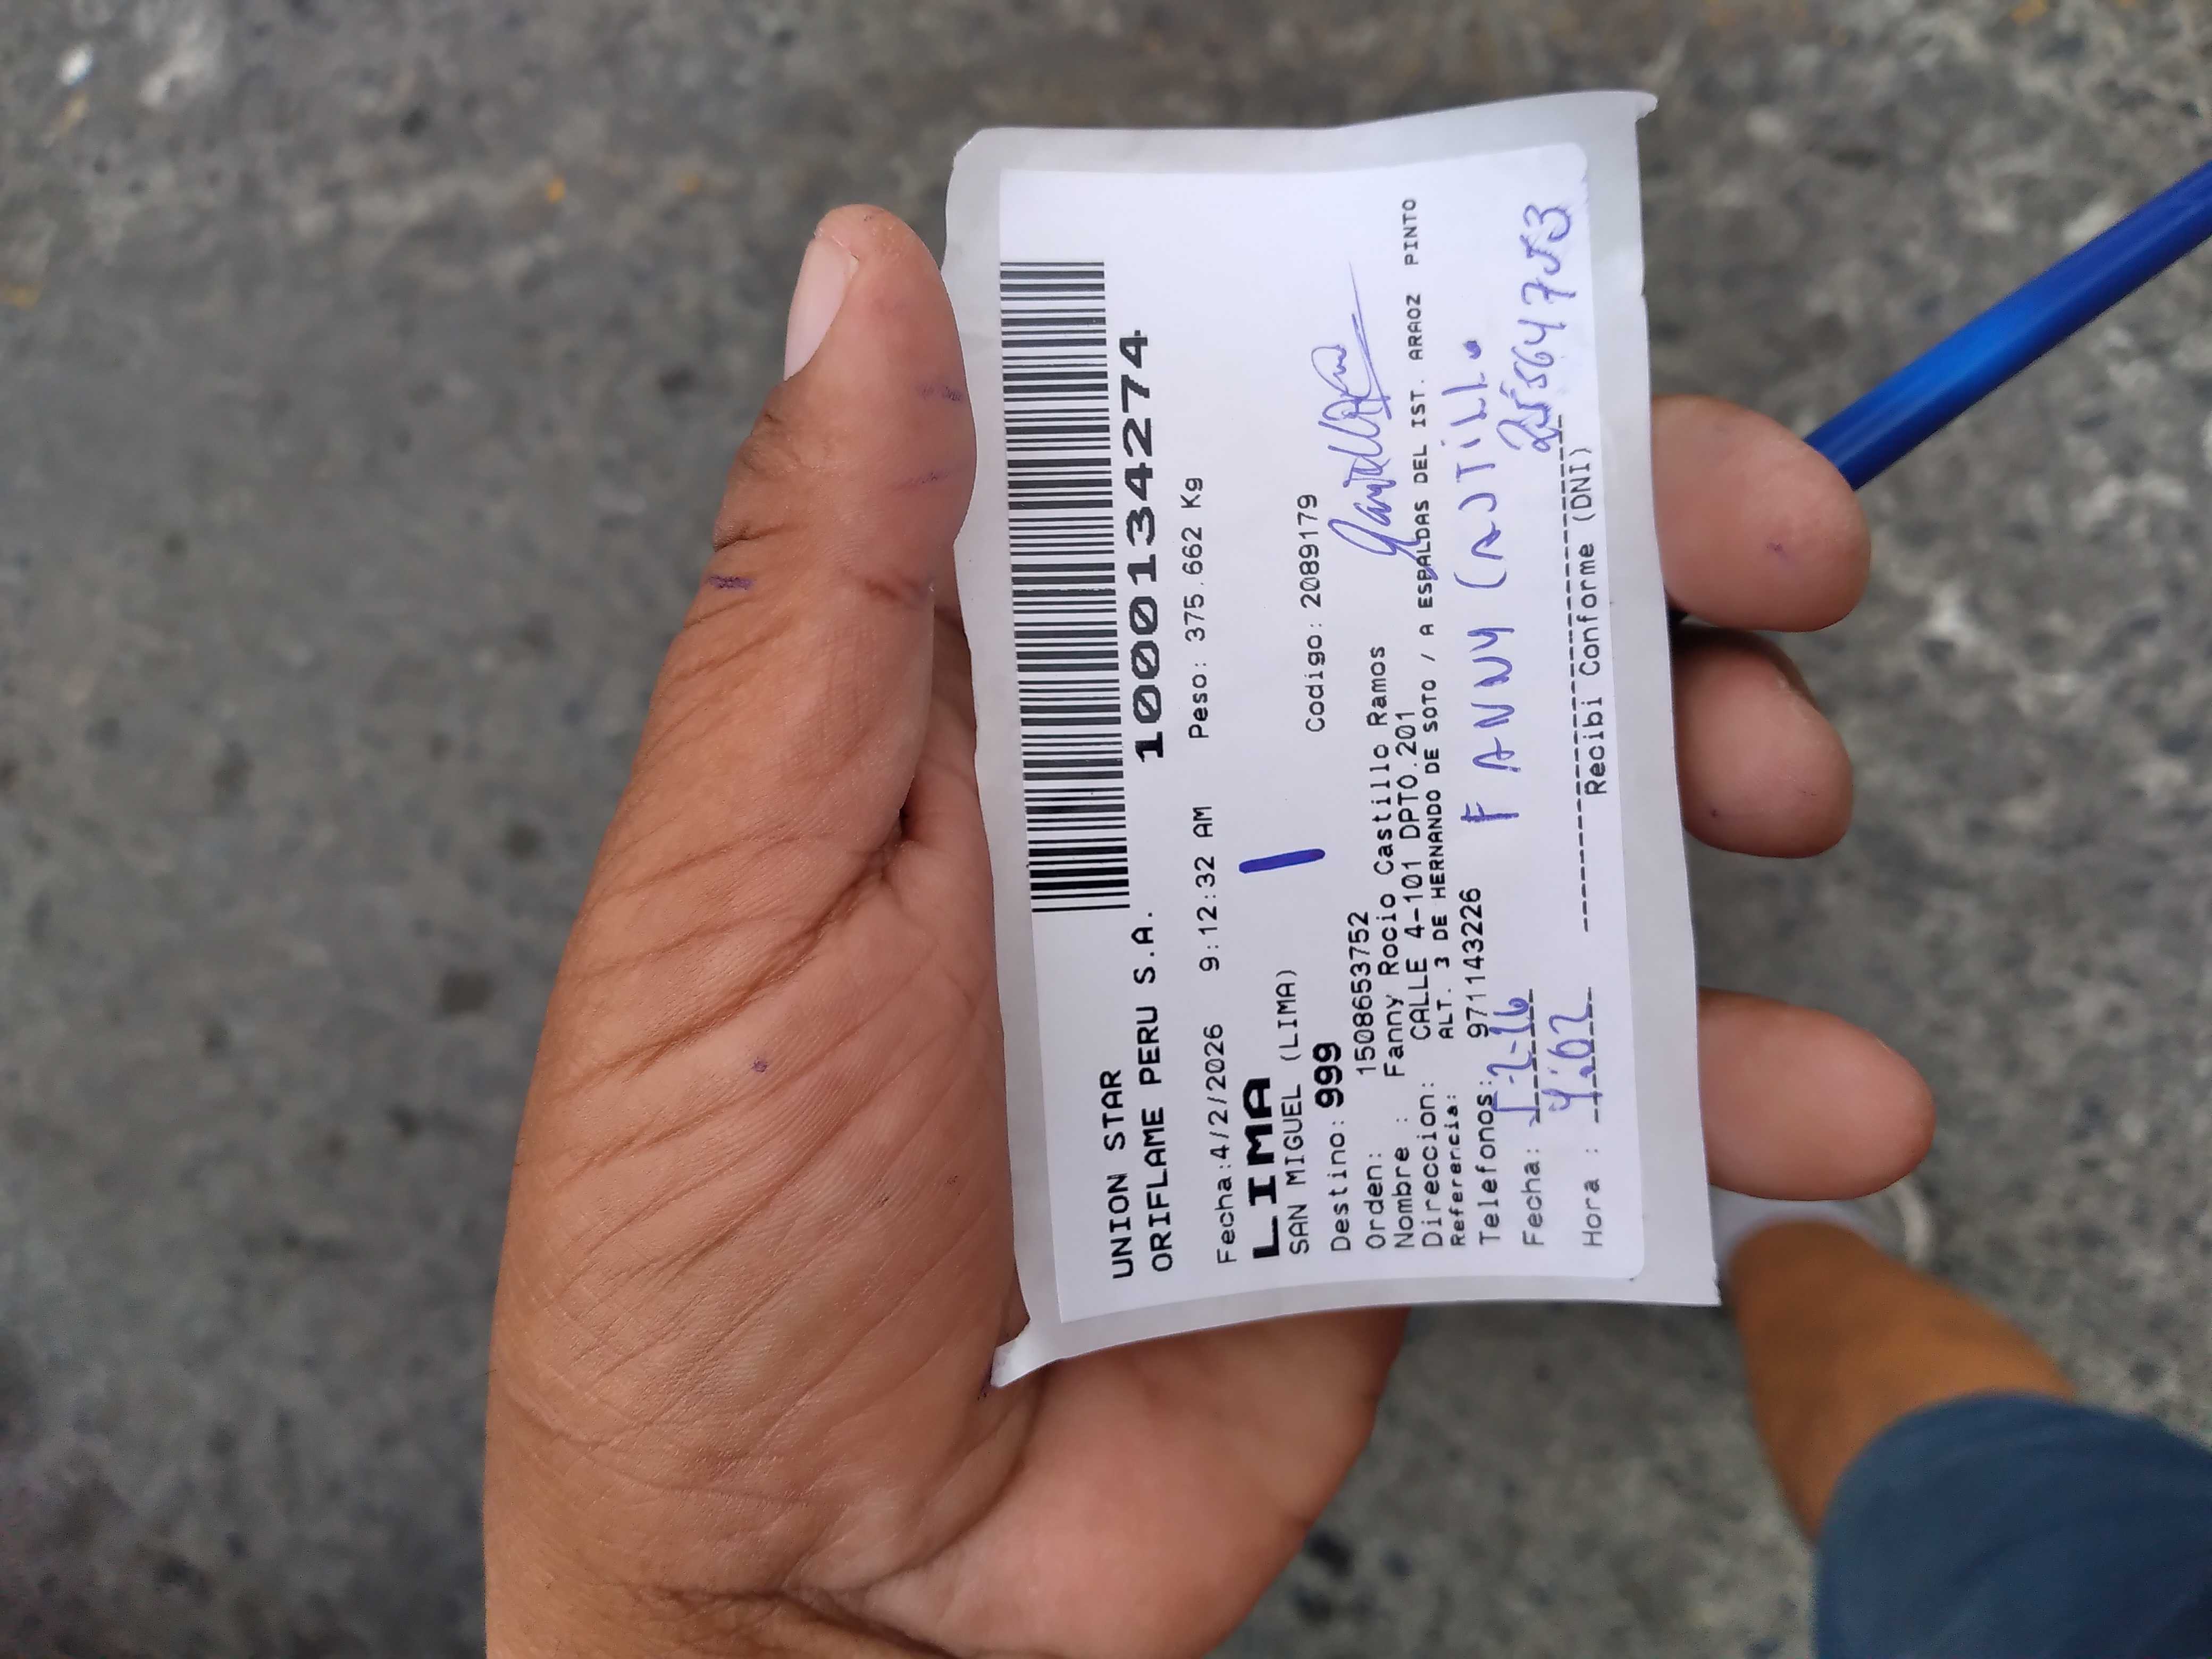 UNION STAR
ORIFLAME PERU S.A. 10001342​74
Fecha:4/2/2026 9:12:32 AM Peso: 375.662 Kg
LIMA
SAN MIGUEL (LIMA)
Destino: 999 Codigo: 2089179
Orden: 1508653752
Nombre : Fanny Rocio Castillo Ramos
Direccion: CALLE 4-101 DPTO.201
Referencia: ALT. 3 DE HERNANDO DE SOTO / A ESPALDAS DEL IST. ARAOZ PINTO
Telefonos: 971143226
FANNY CASTILLO
Fecha: 5-2-26
Hora : 4:02
Recibi Conforme (DNI)